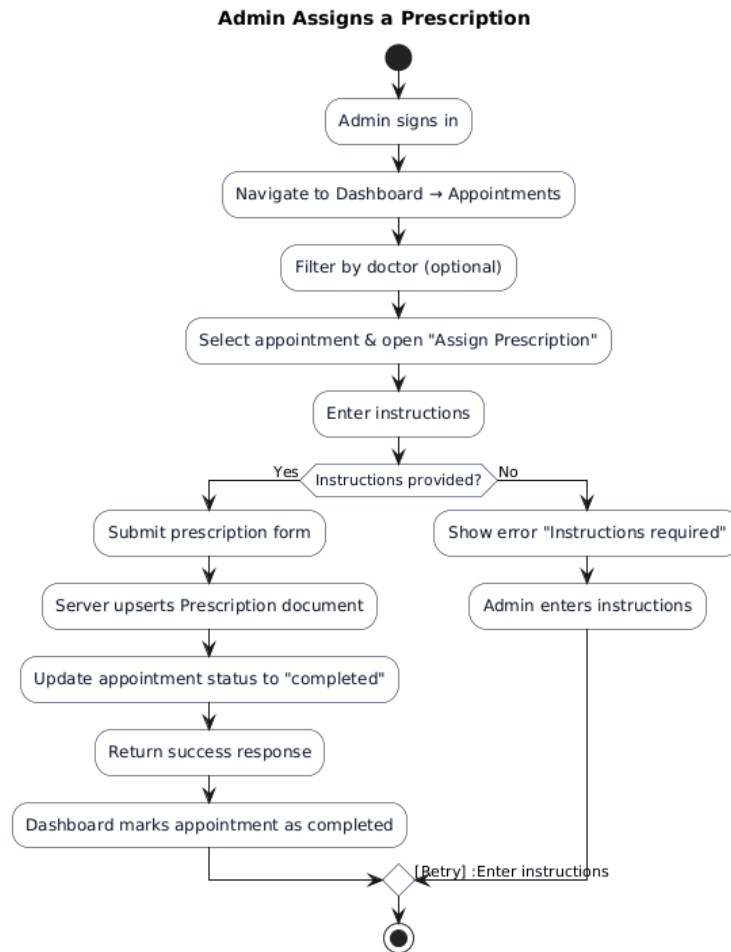 Admin Assigns a Prescription
Admin signs in
Navigate to Dashboard → Appointments
Filter by doctor (optional)
Select appointment & open "Assign Prescription"
Enter instructions
Yes
Instructions provided?
No
Submit prescription form
Show error "Instructions required"
Server upserts Prescription document
Admin enters instructions
Update appointment status to "completed"
Return success response
Dashboard marks appointment as completed
[Retry] :Enter instructions